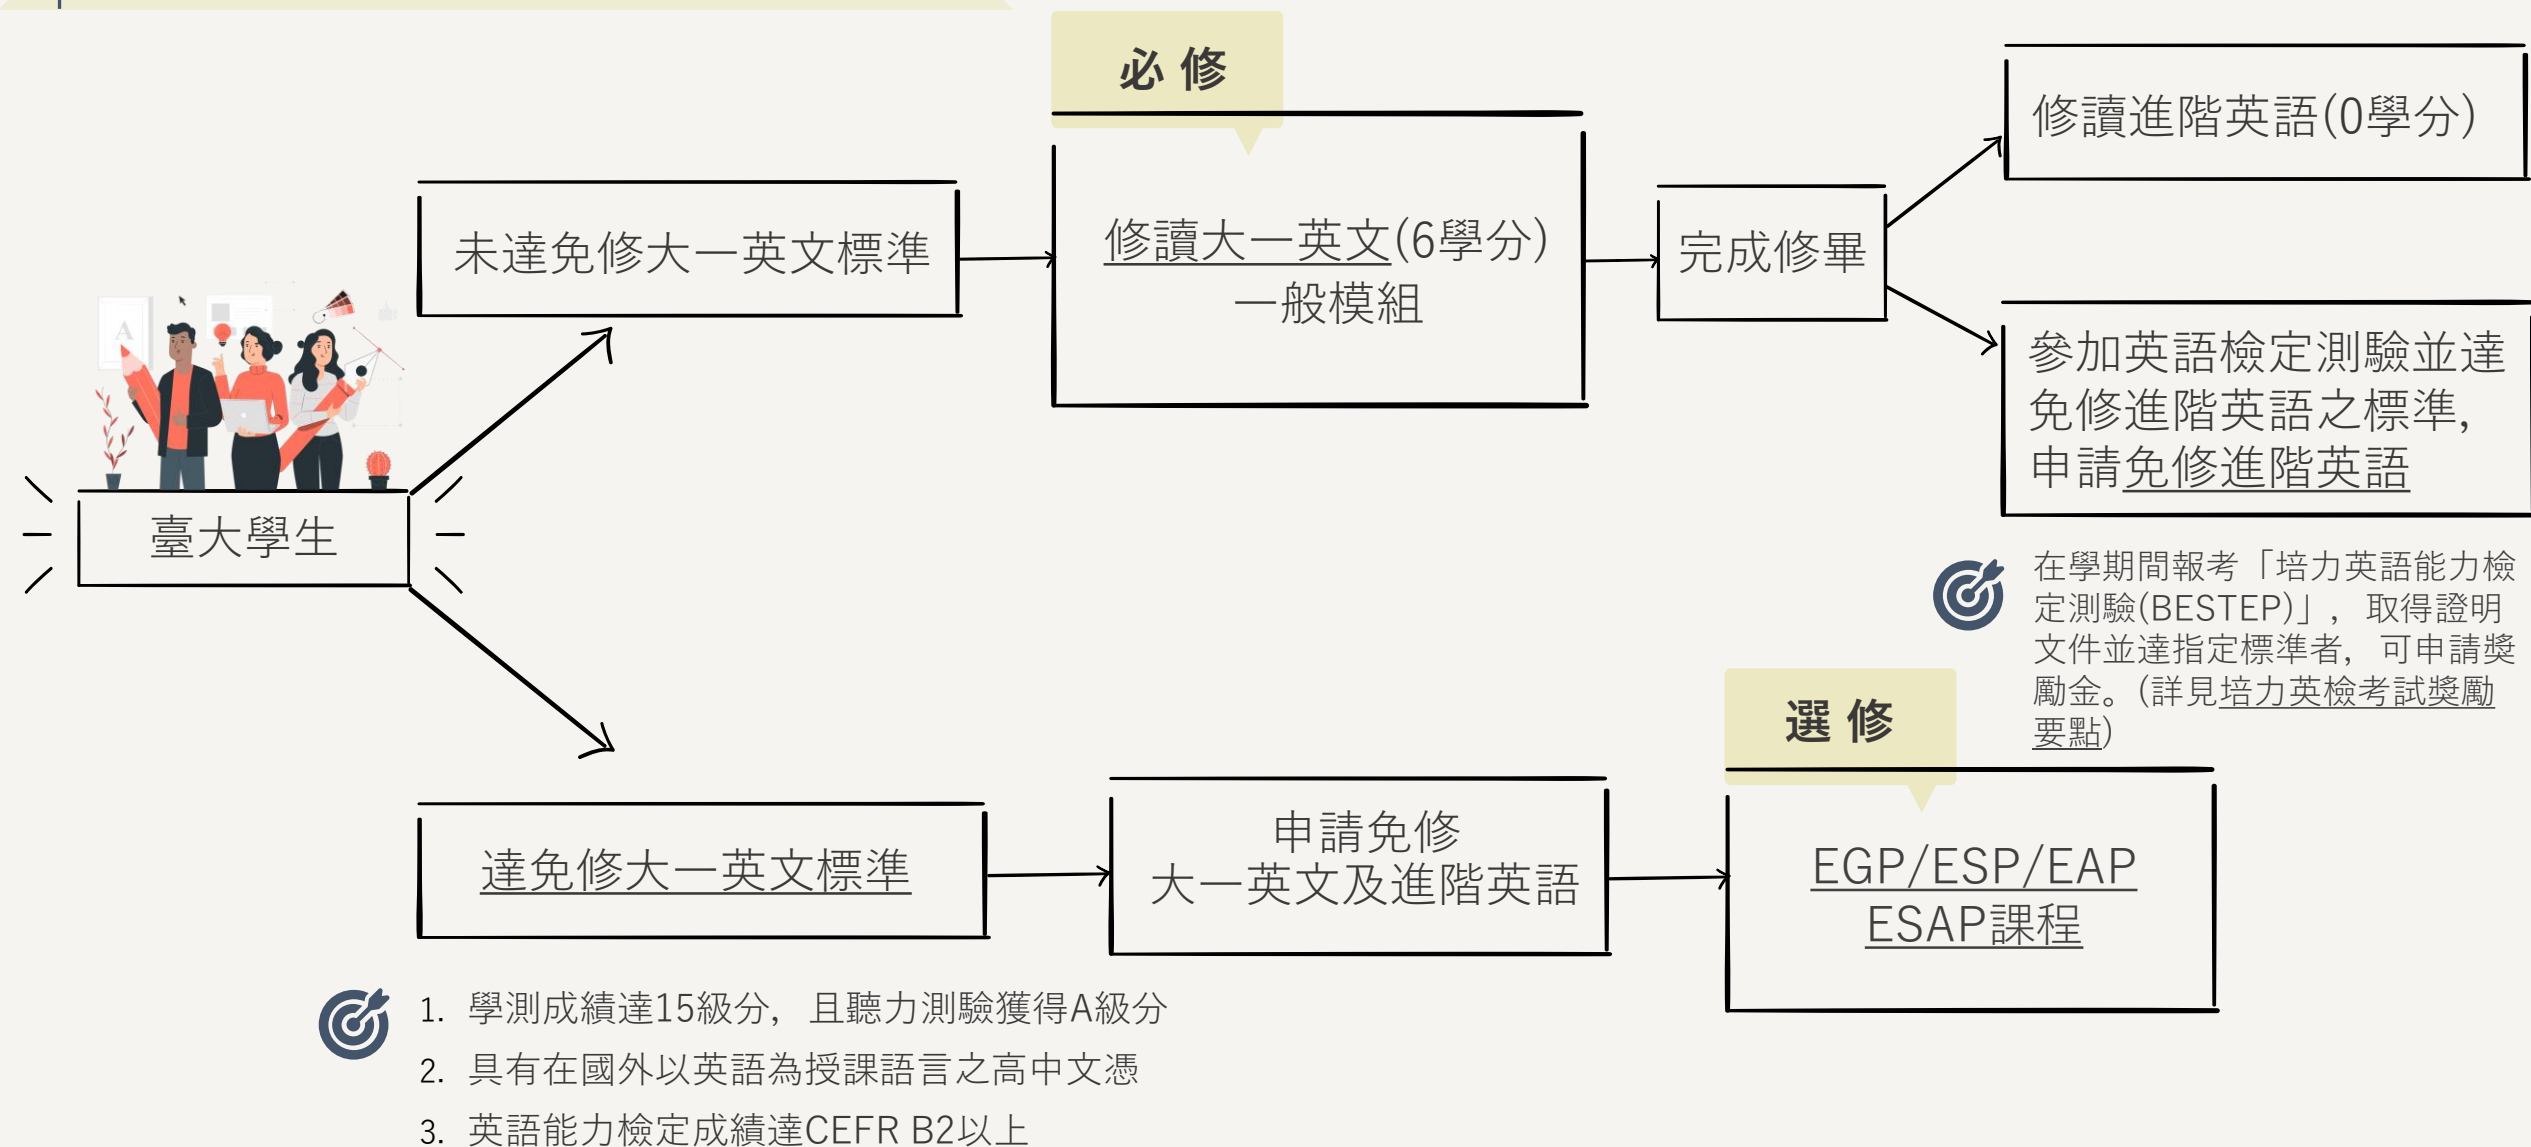 必修
未達免修大一英文標準
修讀大一英文(6學分)
一般模組
完成修畢
修讀進階英語(0學分)
參加英語檢定測驗並達
免修進階英語之標準,
申請免修進階英語
在學期間報考「培力英語能力檢
定測驗(BESTEP)」, 取得證明
文件並達指定標準者, 可申請獎
勵金。(詳見培力英檢考試獎勵
要點)
A
臺大學生
達免修大一英文標準
申請免修
大一英文及進階英語
選修
EGP/ESP/EAP
ESAP課程
1. 學測成績達15級分, 且聽力測驗獲得A級分
2. 具有在國外以英語為授課語言之高中文憑
3. 英語能力檢定成績達CEFR B2以上